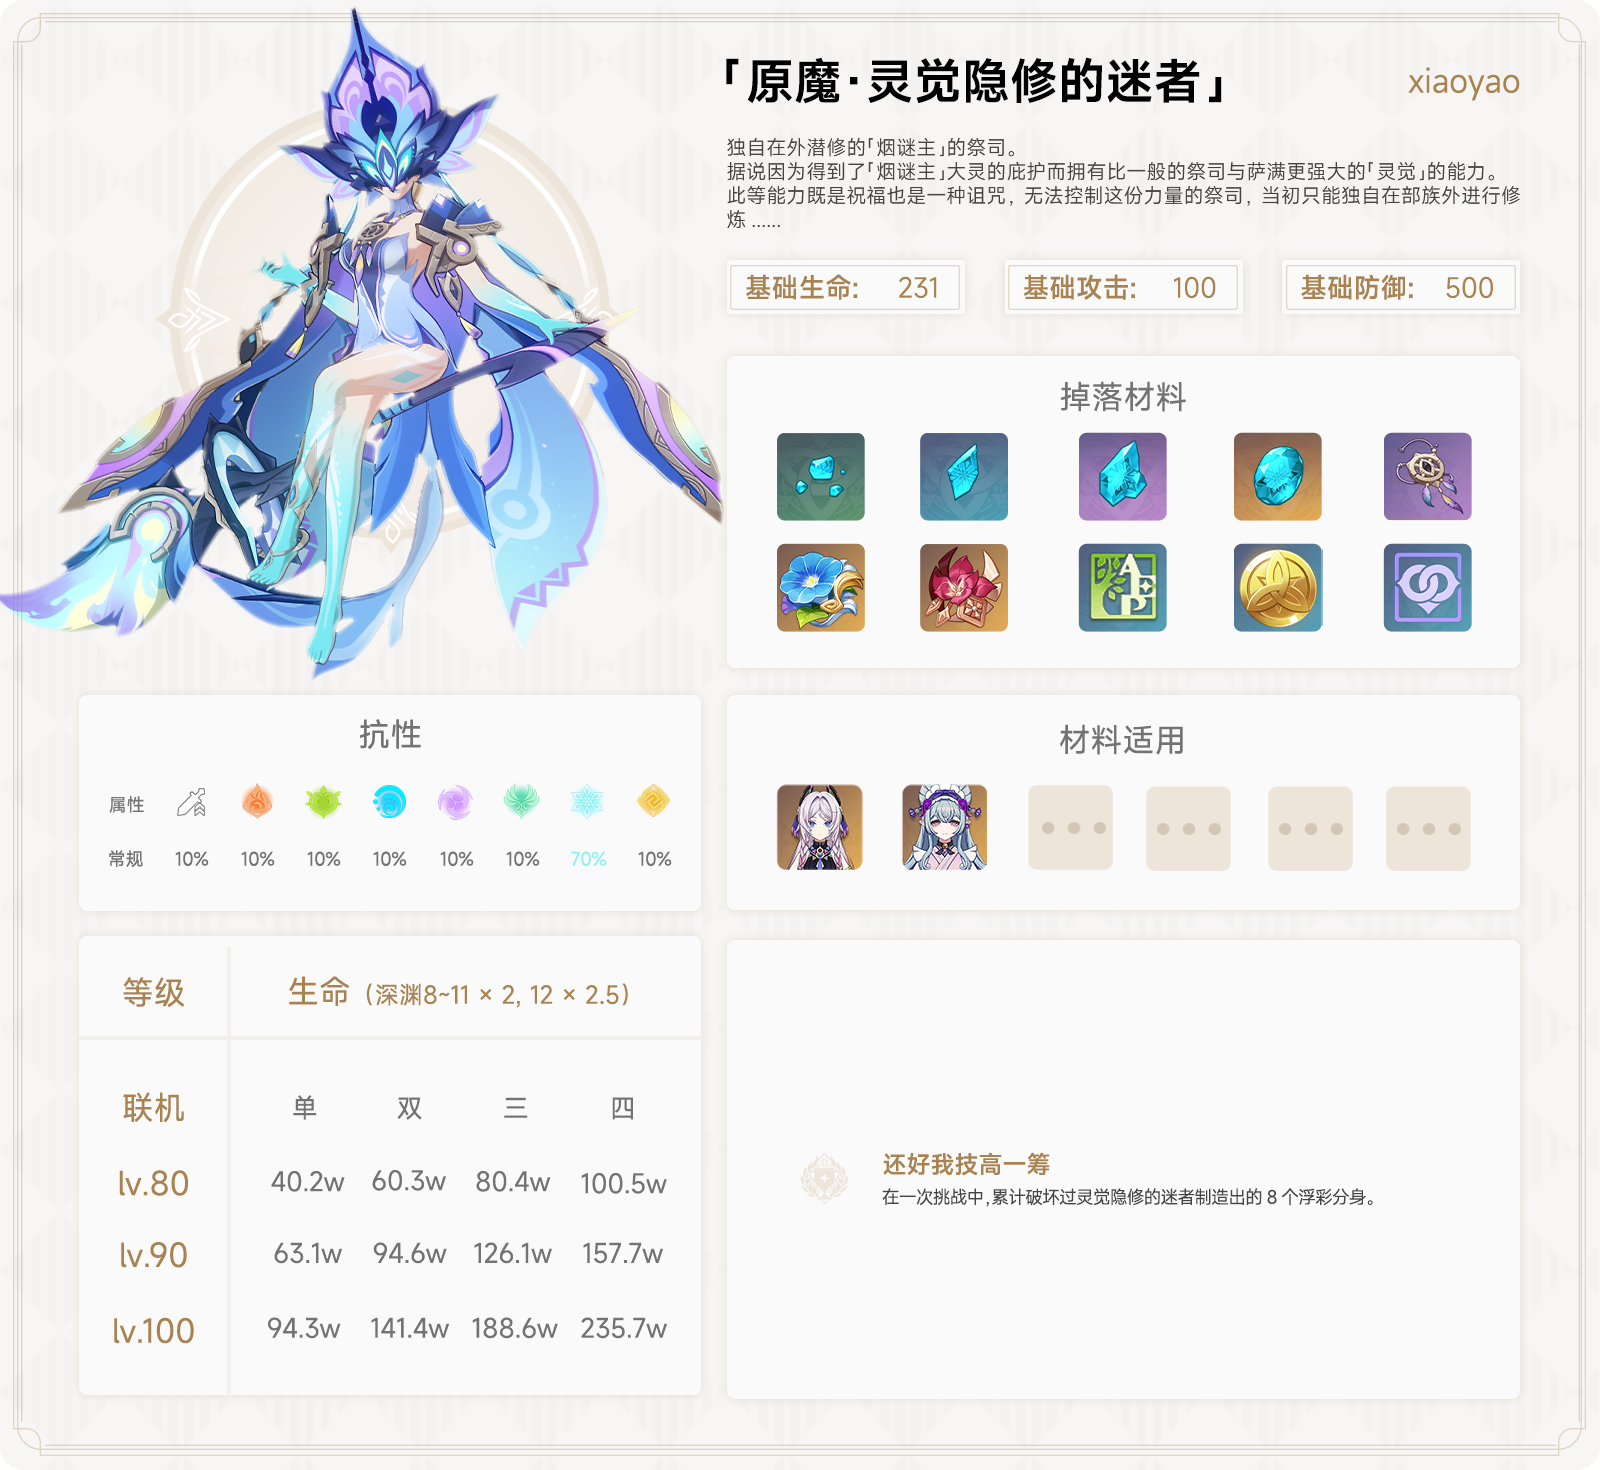 「原魔·灵觉隐修的迷者」
xiaoyao
独自在外潜修的「烟谜主」的祭司。
据说因为得到了「烟谜主」大灵的庇护而拥有比一般的祭司与萨满更强大的「灵觉」的能力。
此等能力既是祝福也是一种诅咒, 无法控制这份力量的祭司, 当初只能独自在部族外进行修
炼 ......
基础生命: 231
基础攻击: 100
基础防御: 500
掉落材料
AEP
抗性
属性
常规 10% 10% 10% 10% 10% 10% 70% 10%
材料适用
等级 生命 (深渊8~11 × 2, 12 × 2.5)
联机 单 双 三 四
lv.80 40.2w 60.3w 80.4w 100.5w
lv.90 63.1w 94.6w 126.1w 157.7w
lv.100 94.3w 141.4w 188.6w 235.7w
还好我技高一筹
在一次挑战中,累计破坏过灵觉隐修的迷者制造出的 8 个浮彩分身。